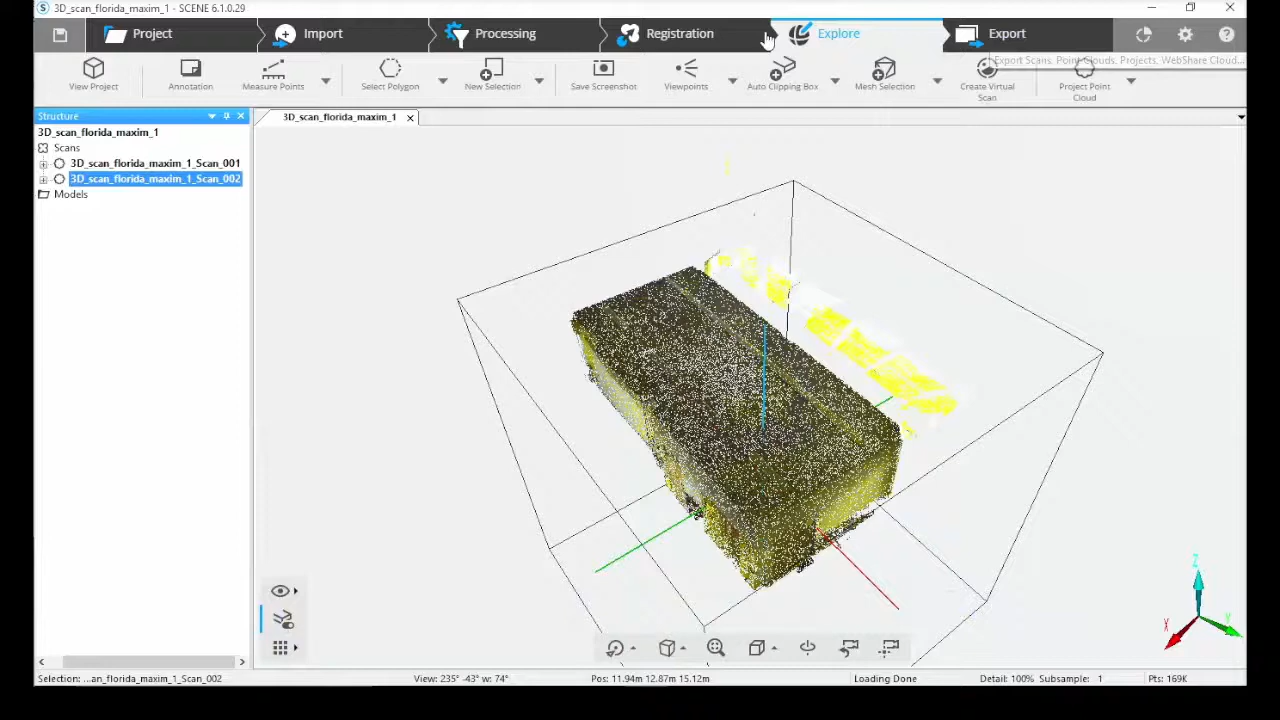 3D_scan_florida_maxim_1 - SCENE 6.1.0.29
Project
Import
Processing
Registration
Explore
Export
Export Scans, Point Clouds, Projects, WebShare Cloud...
View Project
Annotation
Measure Points
Select Polygon
New Selection
Save Screenshot
Viewpoints
Auto Clipping Box
Mesh Selection
Create Virtual
Scan
Project Point
Cloud
Structure
3D_scan_florida_maxim_1
3D_scan_florida_maxim_1
Scans
3D_scan_florida_maxim_1_Scan_001
3D_scan_florida_maxim_1_Scan_002
Models
Z
X
Y
Selection: ...an_florida_maxim_1_Scan_002
View: 235° -43° w: 74°
Pos: 11.94m 12.87m 15.12m
Loading Done
Detail: 100%
Subsample: 1
Pts: 169K